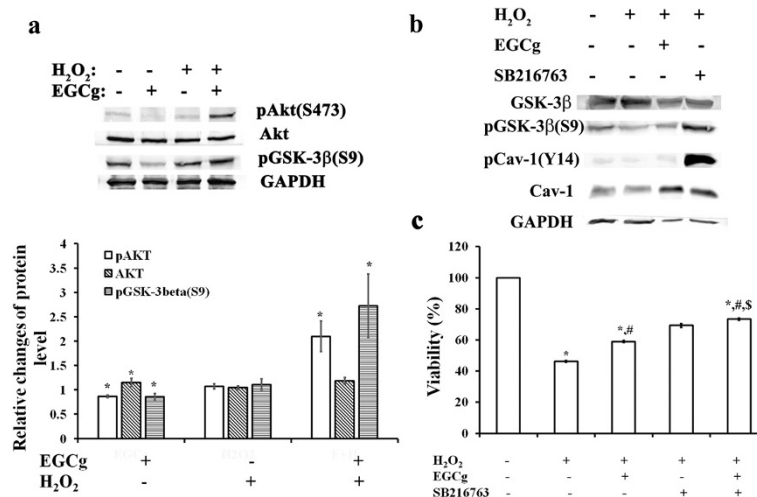 a
H₂O₂: - - + +
EGCg: - + - +
pAkt(S473)
Akt
pGSK-3β(S9)
GAPDH
Relative changes of protein
level
4
3.5
3
2.5
2
1.5
1
0.5
0
pAKT
AKT
pGSK-3beta(S9)
* * *
* *
EGCg + - +
H₂O₂ - + +
b
H₂O₂ - + + +
EGCg - - + -
SB216763 - - - +
GSK-3β
pGSK-3β(S9)
pCav-1(Y14)
Cav-1
GAPDH
c
Viability (%)
120
100
80
60
40
20
0
*
*,#
*,#,$
H₂O₂ - + + + +
EGCg - - + - +
SB216763 - - - + +